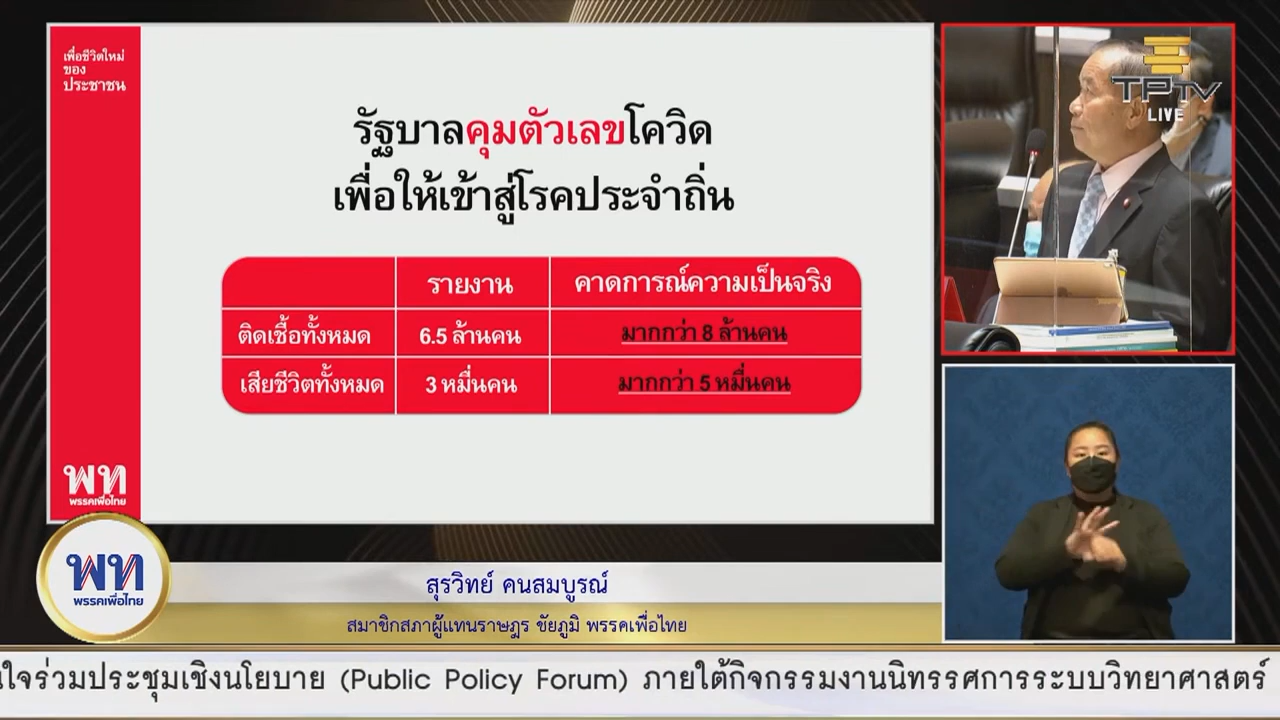 เพื่อชีวิตใหม่
ของ
ประชาชน
รัฐบาลคุมตัวเลขโควิด
เพื่อให้เข้าสู่โรคประจำถิ่น
รายงาน คาดการณ์ความเป็นจริง
ติดเชื้อทั้งหมด 6.5 ล้านคน มากกว่า 8 ล้านคน
เสียชีวิตทั้งหมด 3 หมื่นคน มากกว่า 5 หมื่นคน
พท
พรรคเพื่อไทย
TPTV
LIVE
พท
พรรคเพื่อไทย
สุรวิทย์ คนสมบูรณ์
สมาชิกสภาผู้แทนราษฎร ชัยภูมิ พรรคเพื่อไทย
ใจร่วมประชุมเชิงนโยบาย (Public Policy Forum) ภายใต้กิจกรรมงานนิทรรศการระบบวิทยาศาสตร์